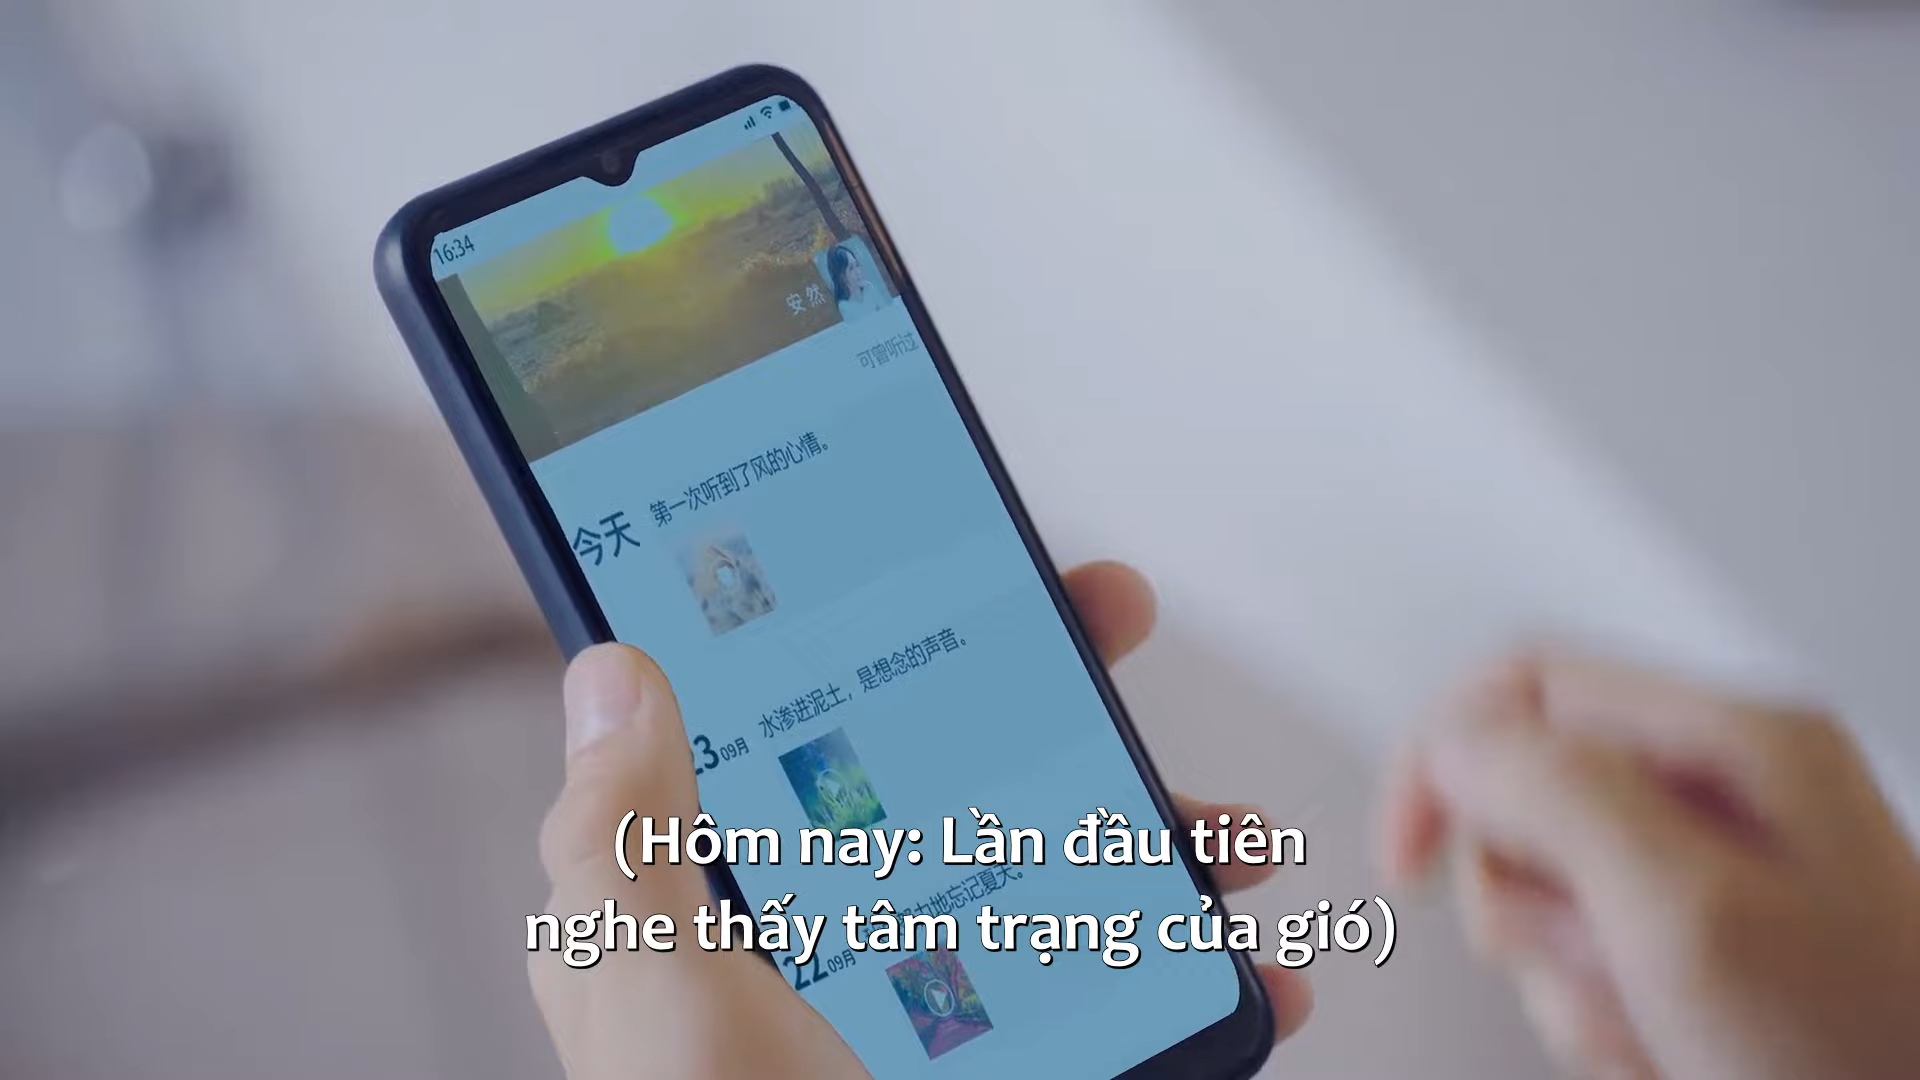 16:34
安然
可曾听过
第一次听到了风的心情。
今天
水渗进泥土，是想念的声音。
23 09月
(Hôm nay: Lần đầu tiên
地忘记夏天。
nghe thấy tâm trạng của gió)
22 09月